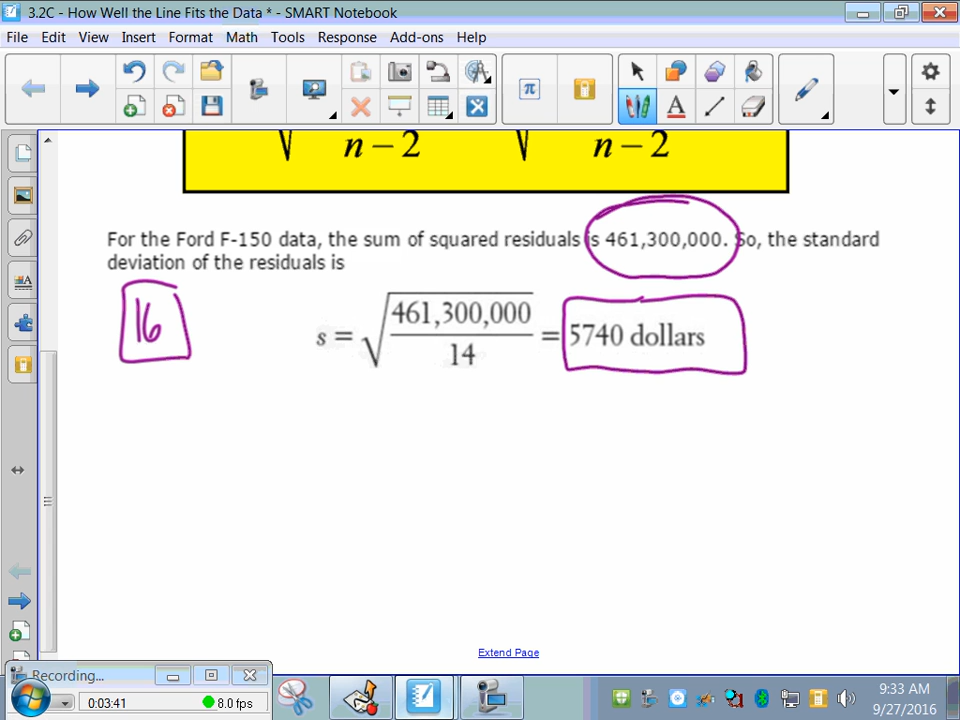 3.2C - How Well the Line Fits the Data * - SMART Notebook
File Edit View Insert Format Math Tools Response Add-ons Help
π
A
√ n – 2 √ n – 2
For the Ford F-150 data, the sum of squared residuals is 461,300,000. So, the standard
deviation of the residuals is
16
s = √ 461,300,000 / 14 = 5740 dollars
Extend Page
Recording...
0:03:41 8.0 fps
9:33 AM
9/27/2016